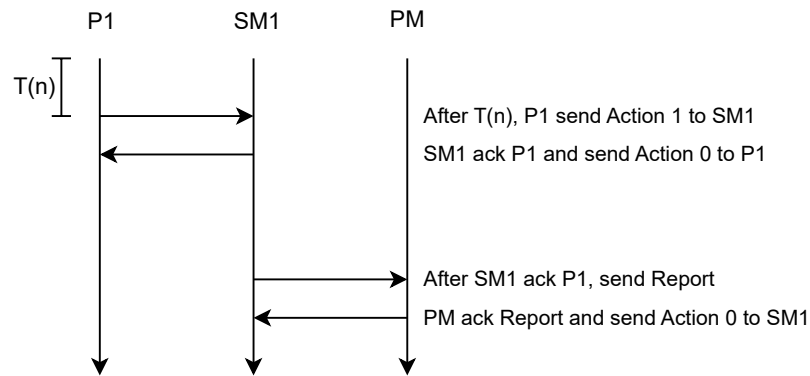 P1 SM1 PM
T(n)
After T(n), P1 send Action 1 to SM1
SM1 ack P1 and send Action 0 to P1
After SM1 ack P1, send Report
PM ack Report and send Action 0 to SM1